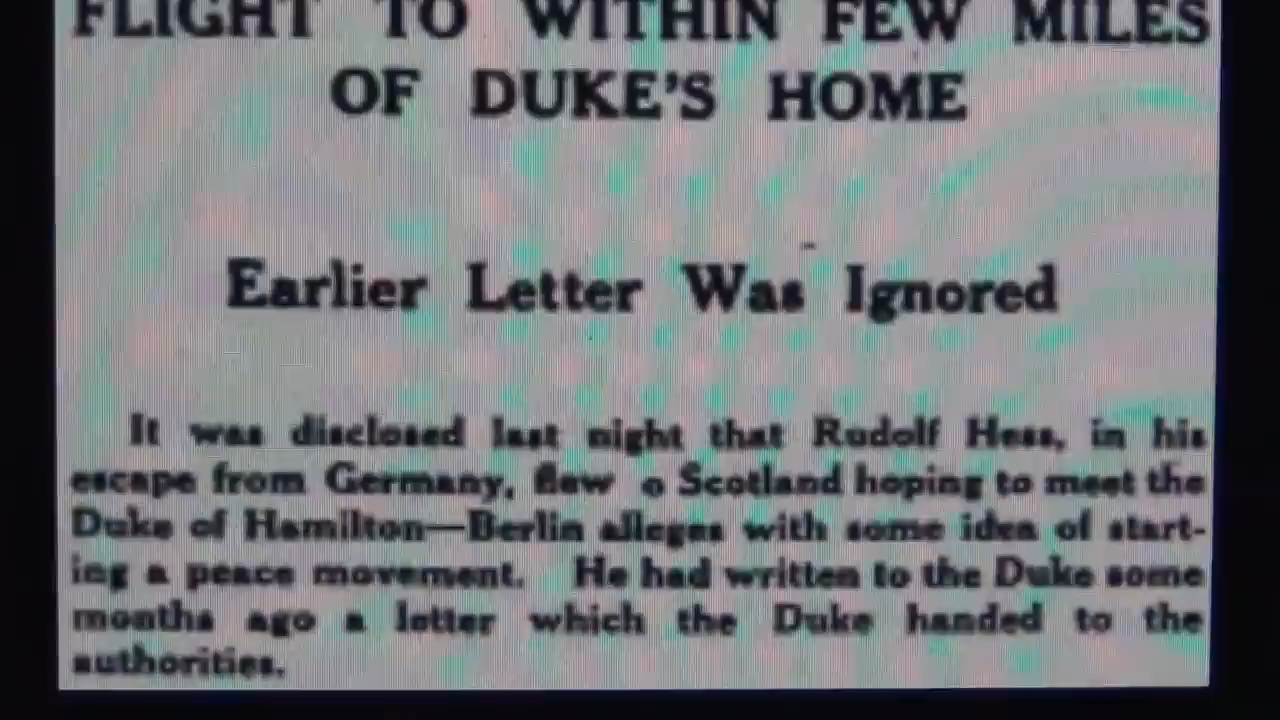 FLIGHT TO WITHIN FEW MILES
OF DUKE'S HOME
Earlier Letter Was Ignored
It was disclosed last night that Rudolf Hess, in his
escape from Germany, flew o Scotland hoping to meet the
Duke of Hamilton—Berlin alleges with some idea of start-
ing a peace movement. He had written to the Duke some
months ago a letter which the Duke handed to the
authorities.